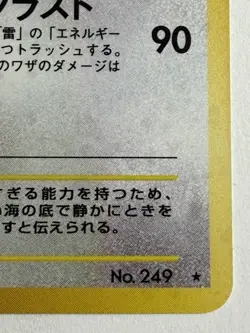 ラスト
「雷」の「エネルギー
つトラッシュする。
90
のワザのダメージは
ぎる能力を持つため、
い海の底で静かにときを
すと伝えられる。
No. 249 ★